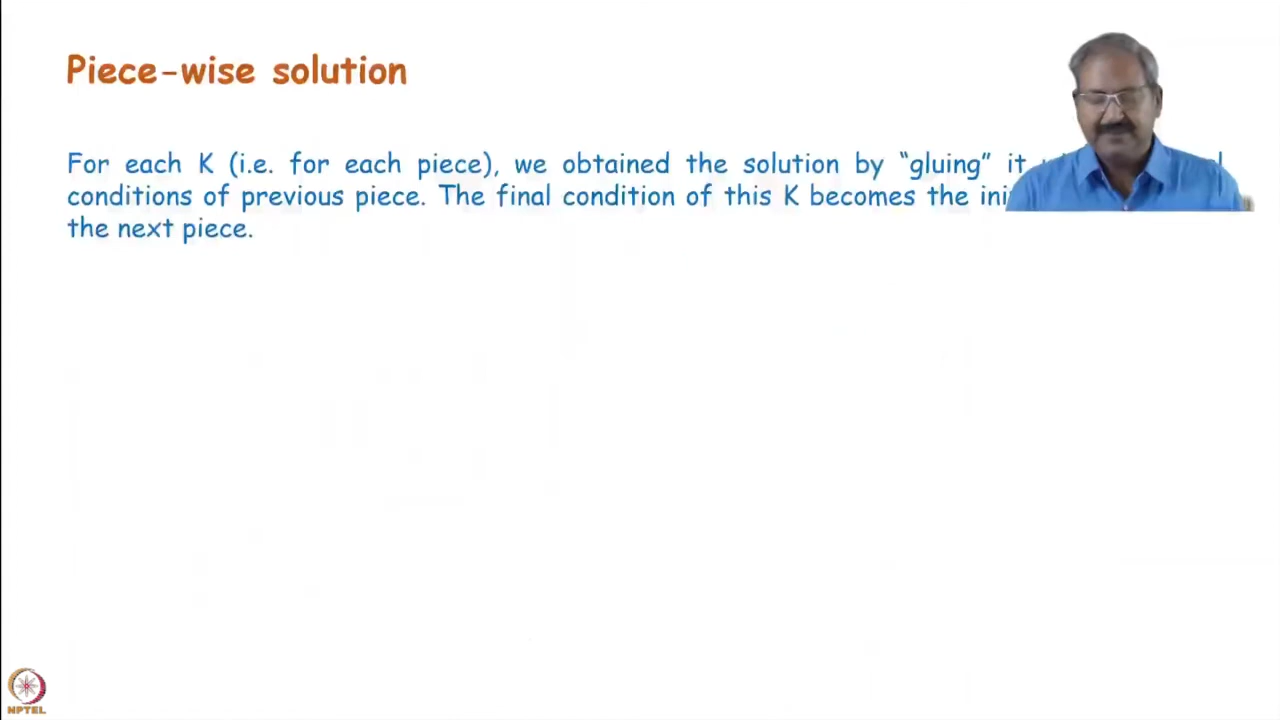 Piece-wise solution
For each K (i.e. for each piece), we obtained the solution by “gluing” it
conditions of previous piece. The final condition of this K becomes the
the next piece.
NPTEL